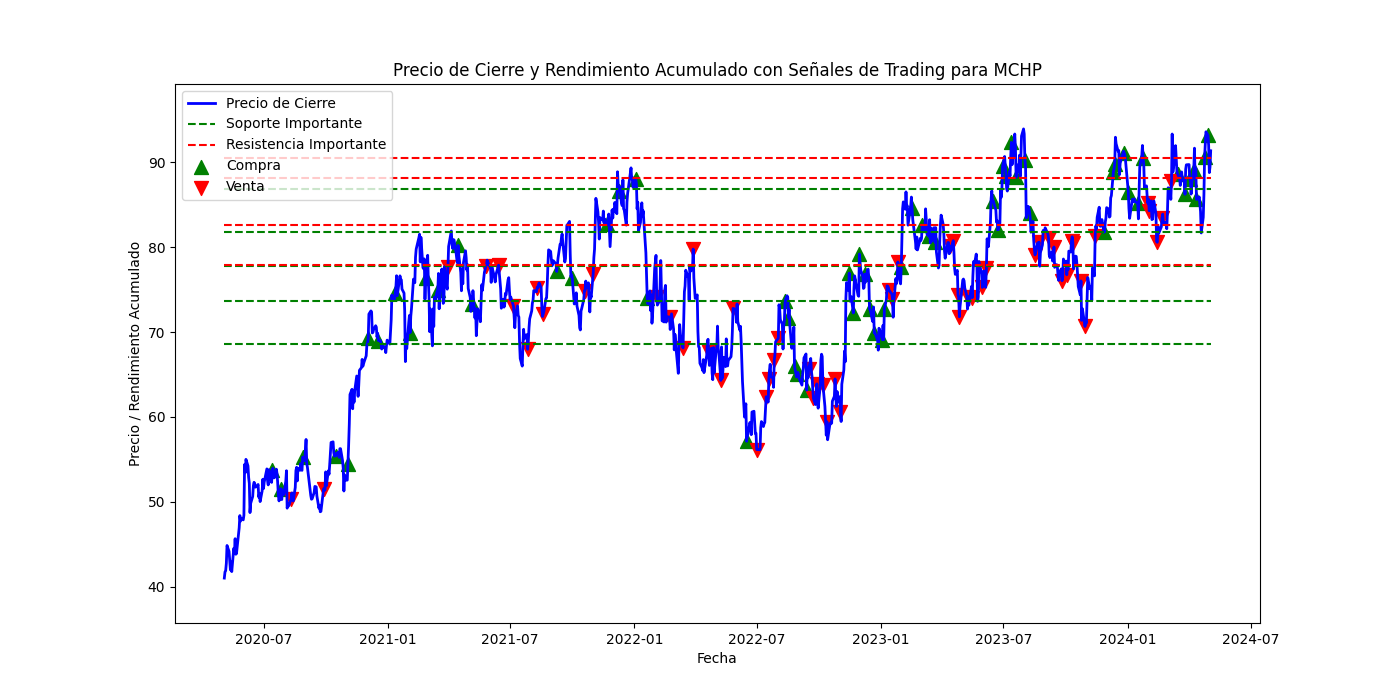 Precio de Cierre y Rendimiento Acumulado con Señales de Trading para MCHP
Precio de Cierre
Soporte Importante
Resistencia Importante
Compra
Venta
Precio / Rendimiento Acumulado
90
80
70
60
50
40
2020-07
2021-01
2021-07
2022-01
2022-07
2023-01
2023-07
2024-01
2024-07
Fecha